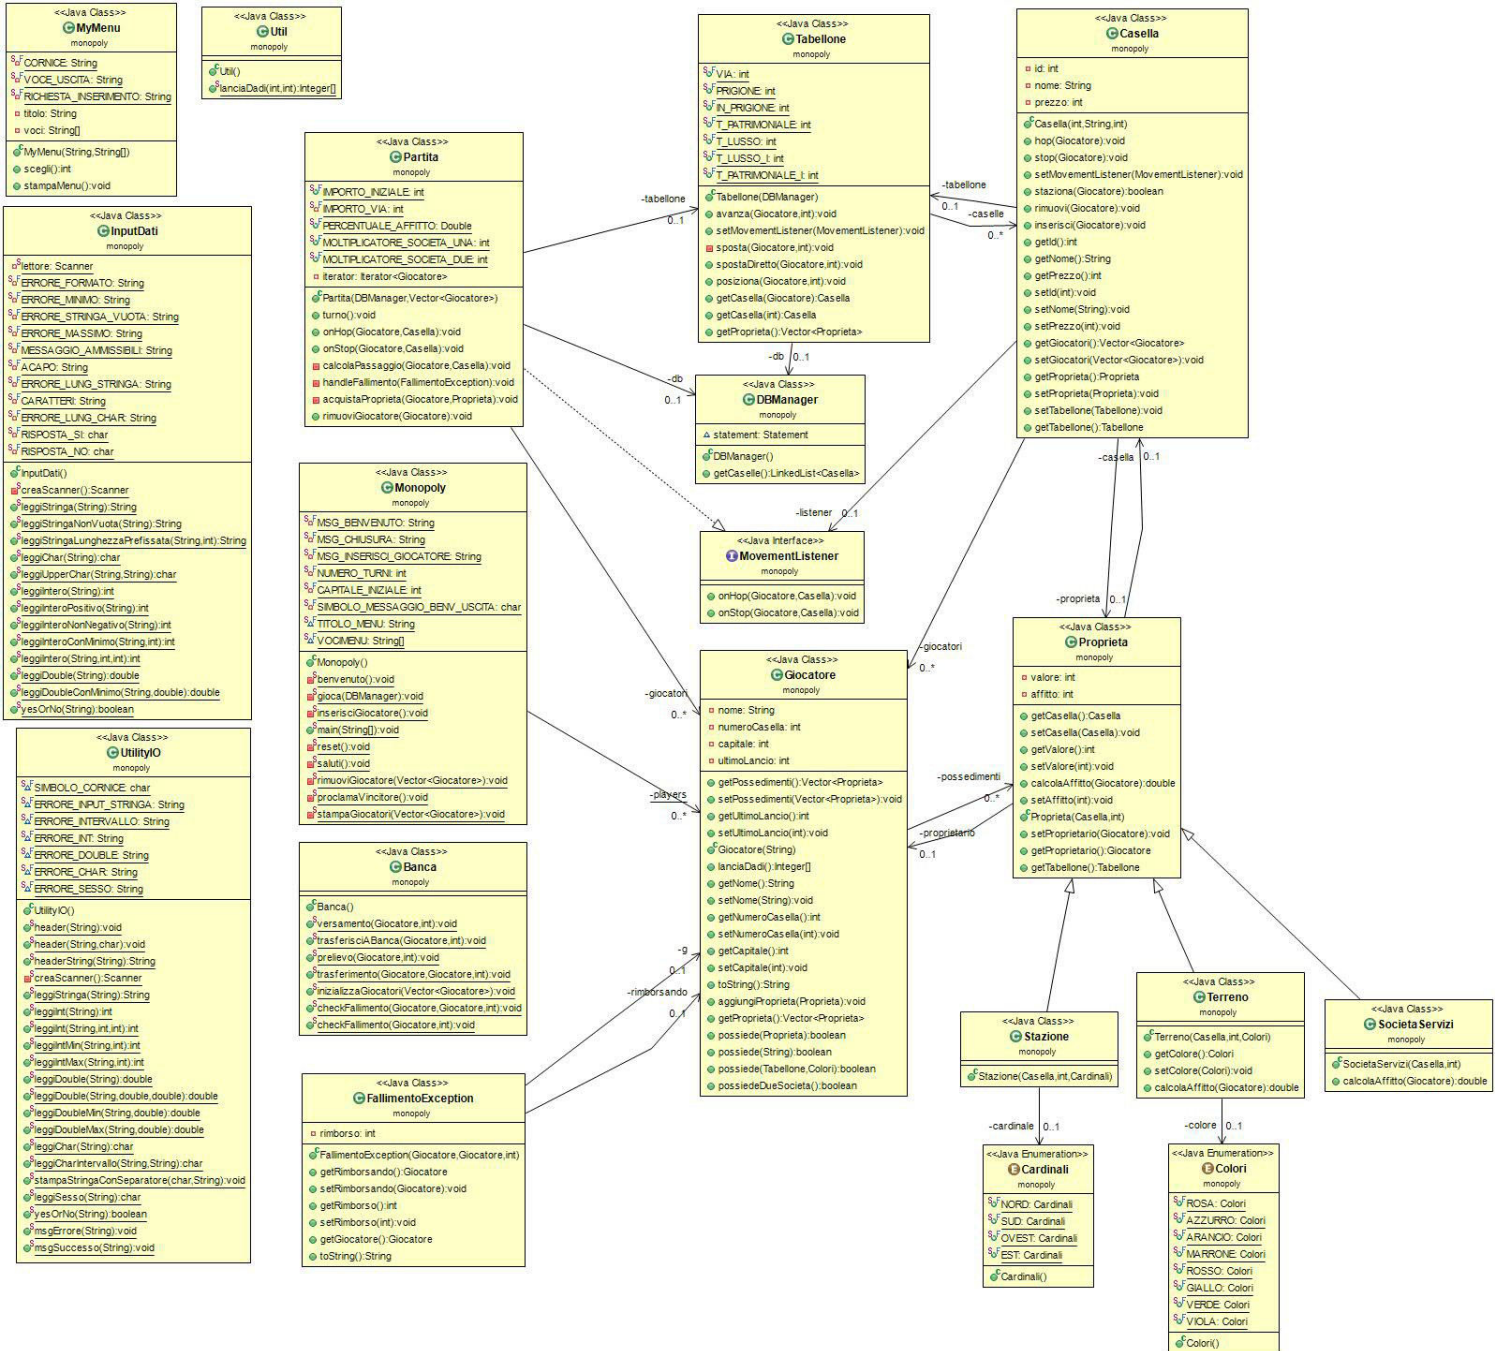 <<Java Class>>
MyMenu
monopoly
CORNICE: String
VOCE_USCITA: String
RICHIESTA_INSERIMENTO: String
titolo: String
voci: String[]
MyMenu(String,String[])
scegli():int
stampaMenu():void
<<Java Class>>
Util
monopoly
Util()
lanciaDadi(int,int):Integer[]
<<Java Class>>
InputDati
monopoly
lettore: Scanner
ERRORE_FORMATO: String
ERRORE_MINIMO: String
ERRORE_STRINGA_VUOTA: String
ERRORE_MASSIMO: String
MESSAGGIO_AMMISSIBILI: String
ACAPO: String
ERRORE_LUNG_STRINGA: String
CARATTERI: String
ERRORE_LUNG_CHAR: String
RISPOSTA_SI: char
RISPOSTA_NO: char
InputDati()
creaScanner():Scanner
leggiStringa(String):String
leggiStringaNonVuota(String):String
leggiStringaLunghezzaPrefissata(String,int):String
leggiChar(String):char
leggiUpperChar(String,String):char
leggiIntero(String):int
leggiInteroPositivo(String):int
leggiInteroNonNegativo(String):int
leggiInteroConMinimo(String,int):int
leggiIntero(String,int,int):int
leggiDouble(String):double
leggiDoubleConMinimo(String,double):double
yesOrNo(String):boolean
<<Java Class>>
UtilityIO
monopoly
SIMBOLO_CORNICE: char
ERRORE_INPUT_STRINGA: String
ERRORE_INTERVALLO: String
ERRORE_INT: String
ERRORE_DOUBLE: String
ERRORE_CHAR: String
ERRORE_SESSO: String
UtilityIO()
header(String):void
header(String,char):void
headerString(String):String
creaScanner():Scanner
leggiStringa(String):String
leggiInt(String):int
leggiInt(String,int,int):int
leggiIntMin(String,int):int
leggiIntMax(String,int):int
leggiDouble(String):double
leggiDouble(String,double,double):double
leggiDoubleMin(String,double):double
leggiDoubleMax(String,double):double
leggiChar(String):char
leggiCharIntervallo(String,String):char
stampaStringaConSeparatore(char,String):void
leggiSesso(String):char
yesOrNo(String):boolean
msgErrore(String):void
msgSuccesso(String):void
<<Java Class>>
Partita
monopoly
IMPORTO_INIZIALE: int
IMPORTO_VIA: int
PERCENTUALE_AFFITTO: Double
MOLTIPLICATORE_SOCIETA_UNA: int
MOLTIPLICATORE_SOCIETA_DUE: int
iterator: Iterator<Giocatore>
Partita(DBManager,Vector<Giocatore>)
turno():void
onHop(Giocatore,Casella):void
onStop(Giocatore,Casella):void
calcolaPassaggio(Giocatore,Casella):void
handleFallimento(FallimentoException):void
acquistaProprieta(Giocatore,Proprieta):void
rimuoviGiocatore(Giocatore):void
<<Java Class>>
Monopoly
monopoly
MSG_BENVENUTO: String
MSG_CHIUSURA: String
MSG_INSERISCI_GIOCATORE: String
NUMERO_TURNI: int
CAPITALE_INIZIALE: int
SIMBOLO_MESSAGGIO_BENV_USCITA: char
TITOLO_MENU: String
VOCIMENU: String[]
Monopoly()
benvenuto():void
gioca(DBManager):void
inserisciGiocatore():void
main(String[]):void
reset():void
saluti():void
rimuoviGiocatore(Vector<Giocatore>):void
proclamaVincitore():void
stampaGiocatori(Vector<Giocatore>):void
<<Java Class>>
Banca
monopoly
Banca()
versamento(Giocatore,int):void
trasferisciABanca(Giocatore,int):void
prelievo(Giocatore,int):void
trasferimento(Giocatore,Giocatore,int):void
inizializzaGiocatori(Vector<Giocatore>):void
checkFallimento(Giocatore,Giocatore,int):void
checkFallimento(Giocatore,int):void
<<Java Class>>
FallimentoException
monopoly
rimborso: int
FallimentoException(Giocatore,Giocatore,int)
getRimborsando():Giocatore
setRimborsando(Giocatore):void
getRimborso():int
setRimborso(int):void
getGiocatore():Giocatore
toString():String
<<Java Class>>
Tabellone
monopoly
VIA: int
PRIGIONE: int
IN_PRIGIONE: int
T_PATRIMONIALE: int
T_LUSSO: int
T_LUSSO_I: int
T_PATRIMONIALE_I: int
Tabellone(DBManager)
avanza(Giocatore,int):void
setMovementListener(MovementListener):void
sposta(Giocatore,int):void
spostaDiretto(Giocatore,int):void
posiziona(Giocatore,int):void
getCasella(Giocatore):Casella
getCasella(int):Casella
getProprieta():Vector<Proprieta>
<<Java Class>>
DBManager
monopoly
statement: Statement
DBManager()
getCaselle():LinkedList<Casella>
<<Java Interface>>
MovementListener
monopoly
onHop(Giocatore,Casella):void
onStop(Giocatore,Casella):void
<<Java Class>>
Giocatore
monopoly
nome: String
numeroCasella: int
capitale: int
ultimoLancio: int
getPossedimenti():Vector<Proprieta>
setPossedimenti(Vector<Proprieta>):void
getUltimoLancio():int
setUltimoLancio(int):void
Giocatore(String)
lanciaDadi():Integer[]
getNome():String
setNome(String):void
getNumeroCasella():int
setNumeroCasella(int):void
getCapitale():int
setCapitale(int):void
toString():String
aggiungiProprieta(Proprieta):void
getProprieta():Vector<Proprieta>
possiede(Proprieta):boolean
possiede(String):boolean
possiede(Tabellone,Colori):boolean
possiedeDueSocieta():boolean
<<Java Class>>
Casella
monopoly
id: int
nome: String
prezzo: int
Casella(int,String,int)
hop(Giocatore):void
stop(Giocatore):void
setMovementListener(MovementListener):void
staziona(Giocatore):boolean
rimuovi(Giocatore):void
inserisci(Giocatore):void
getId():int
getNome():String
getPrezzo():int
setId(int):void
setNome(String):void
setPrezzo(int):void
getGiocatori():Vector<Giocatore>
setGiocatori(Vector<Giocatore>):void
getProprieta():Proprieta
setProprieta(Proprieta):void
setTabellone(Tabellone):void
getTabellone():Tabellone
<<Java Class>>
Proprieta
monopoly
valore: int
affitto: int
getCasella():Casella
setCasella(Casella):void
getValore():int
setValore(int):void
calcolaAffitto(Giocatore):double
setAffitto(int):void
Proprieta(Casella,int)
setProprietario(Giocatore):void
getProprietario():Giocatore
getTabellone():Tabellone
<<Java Class>>
Stazione
monopoly
Stazione(Casella,int,Cardinali)
<<Java Class>>
Terreno
monopoly
Terreno(Casella,int,Colori)
getColore():Colori
setColore(Colori):void
calcolaAffitto(Giocatore):double
<<Java Class>>
SocietaServizi
monopoly
SocietaServizi(Casella,int)
calcolaAffitto(Giocatore):double
<<Java Enumeration>>
Cardinali
monopoly
NORD: Cardinali
SUD: Cardinali
OVEST: Cardinali
EST: Cardinali
Cardinali()
<<Java Enumeration>>
Colori
monopoly
ROSA: Colori
AZZURRO: Colori
ARANCIO: Colori
MARRONE: Colori
ROSSO: Colori
GIALLO: Colori
VERDE: Colori
VIOLA: Colori
Colori()
-tabellone
0..1
-tabellone
0..1
-caselle
0..*
-db
0..1
-db
0..1
-listener
0..1
-casella
0..1
-proprieta
0..1
-giocatori
0..*
-giocatori
0..*
-players
0..*
-possedimenti
0..*
-proprietario
0..1
-g
0..1
-rimborsando
0..1
-cardinale
0..1
-colore
0..1